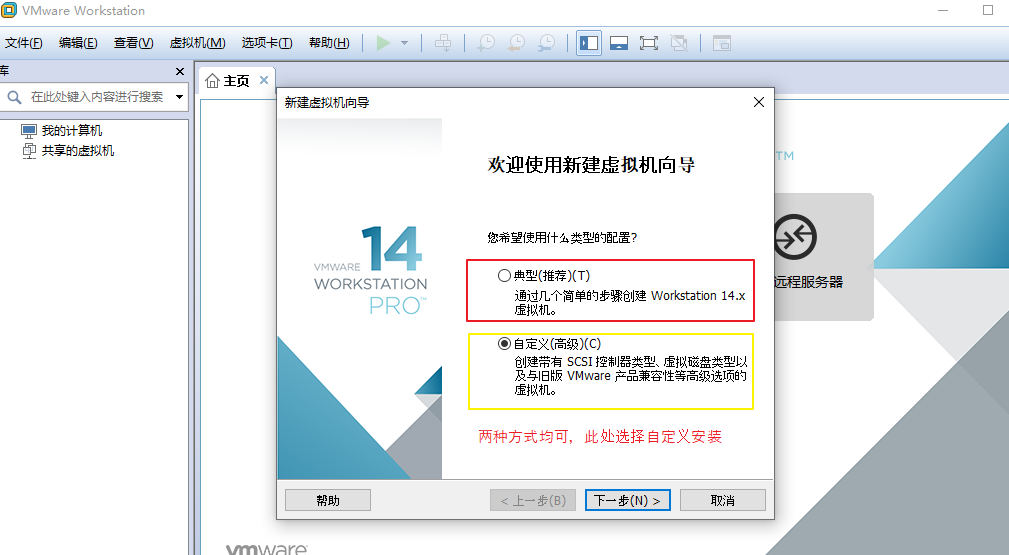 VMware Workstation
文件(F) 编辑(E) 查看(V) 虚拟机(M) 选项卡(T) 帮助(H)
库
在此处键入内容进行搜索
我的计算机
共享的虚拟机
主页
新建虚拟机向导
14
VMWARE
WORKSTATION
PRO™
欢迎使用新建虚拟机向导
您希望使用什么类型的配置?
典型(推荐)(T)
通过几个简单的步骤创建 Workstation 14.x
虚拟机。
自定义(高级)(C)
创建带有 SCSI 控制器类型、虚拟磁盘类型以
及与旧版 VMware 产品兼容性等高级选项的
虚拟机。
两种方式均可，此处选择自定义安装
帮助
< 上一步(B)
下一步(N) >
取消
TM
远程服务器
vmware